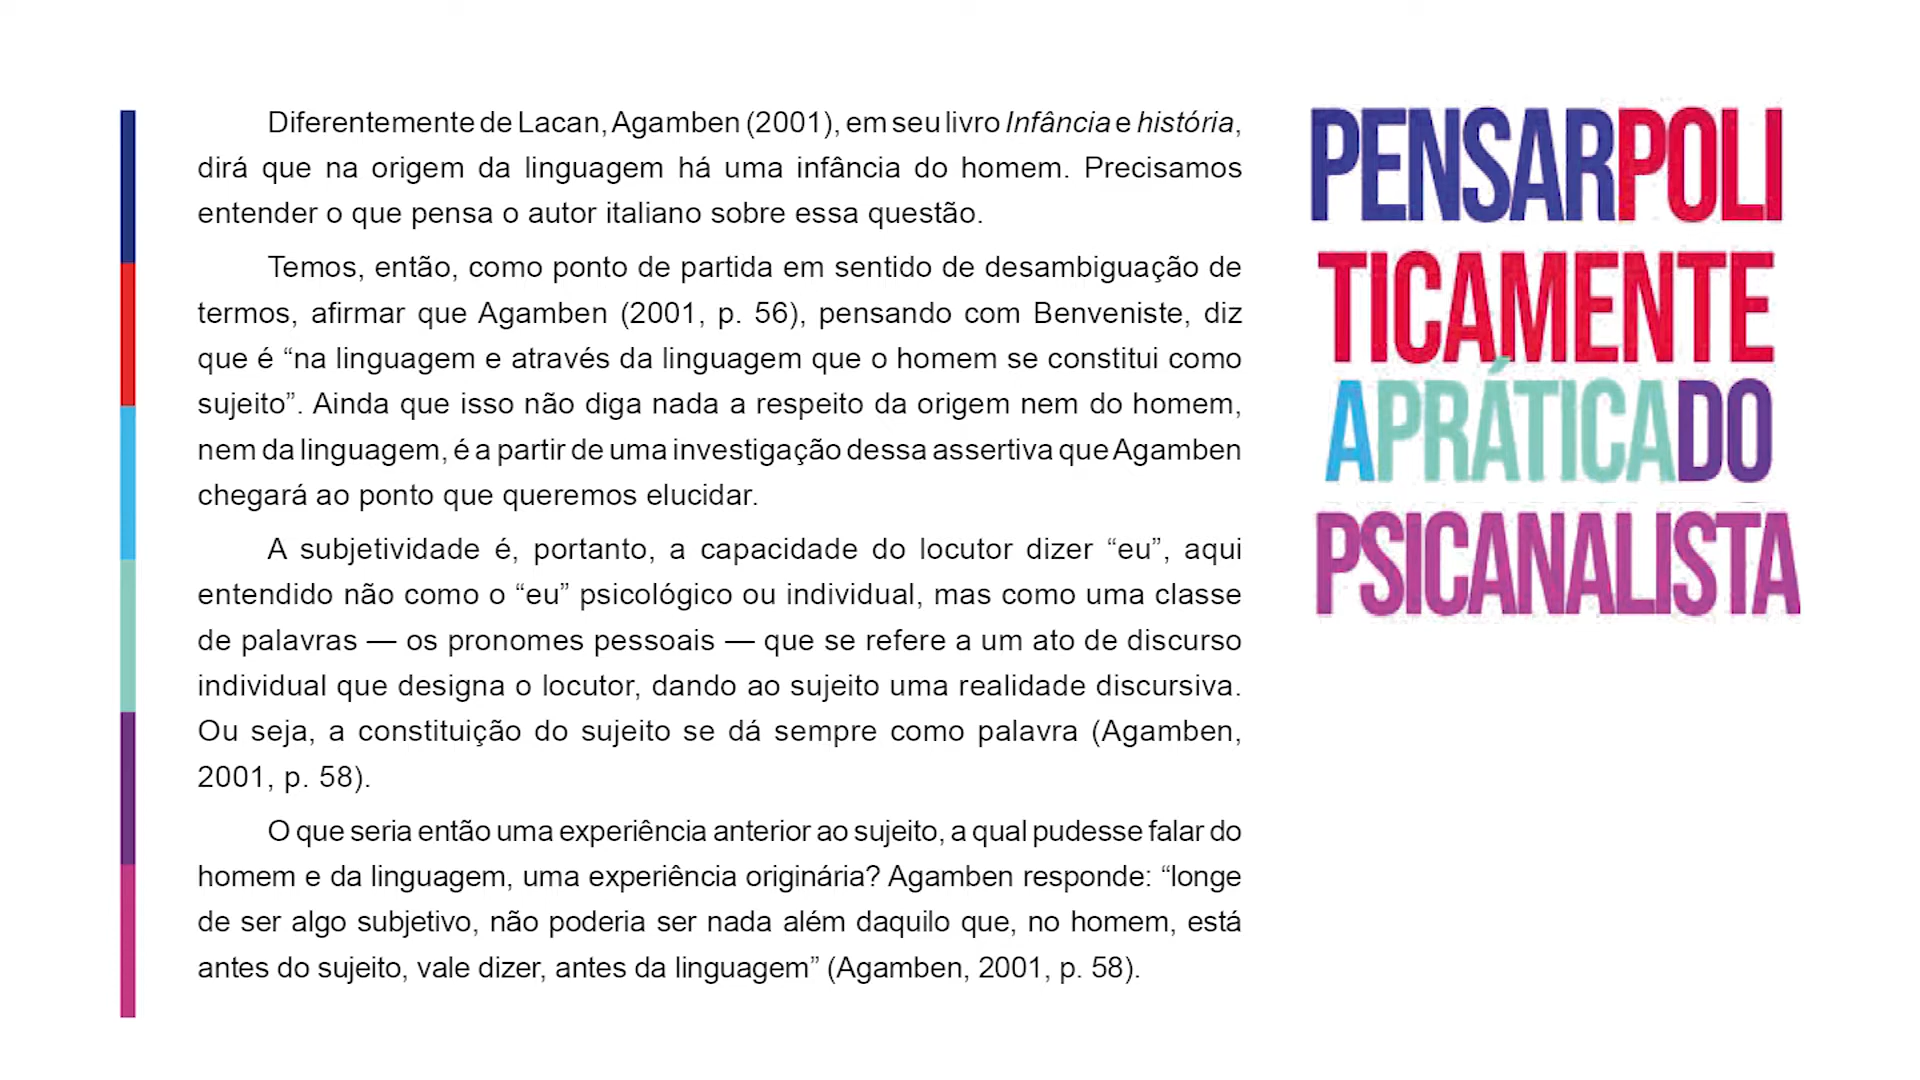 Diferentemente de Lacan, Agamben (2001), em seu livro Infância e história,
dirá que na origem da linguagem há uma infância do homem. Precisamos
entender o que pensa o autor italiano sobre essa questão.
Temos, então, como ponto de partida em sentido de desambiguação de
termos, afirmar que Agamben (2001, p. 56), pensando com Benveniste, diz
que é “na linguagem e através da linguagem que o homem se constitui como
sujeito”. Ainda que isso não diga nada a respeito da origem nem do homem,
nem da linguagem, é a partir de uma investigação dessa assertiva que Agamben
chegará ao ponto que queremos elucidar.
A subjetividade é, portanto, a capacidade do locutor dizer “eu”, aqui
entendido não como o “eu” psicológico ou individual, mas como uma classe
de palavras — os pronomes pessoais — que se refere a um ato de discurso
individual que designa o locutor, dando ao sujeito uma realidade discursiva.
Ou seja, a constituição do sujeito se dá sempre como palavra (Agamben,
2001, p. 58).
O que seria então uma experiência anterior ao sujeito, a qual pudesse falar do
homem e da linguagem, uma experiência originária? Agamben responde: “longe
de ser algo subjetivo, não poderia ser nada além daquilo que, no homem, está
antes do sujeito, vale dizer, antes da linguagem” (Agamben, 2001, p. 58).
PENSARPOLI
TICAMENTE
APRÁTICADO
PSICANALISTA